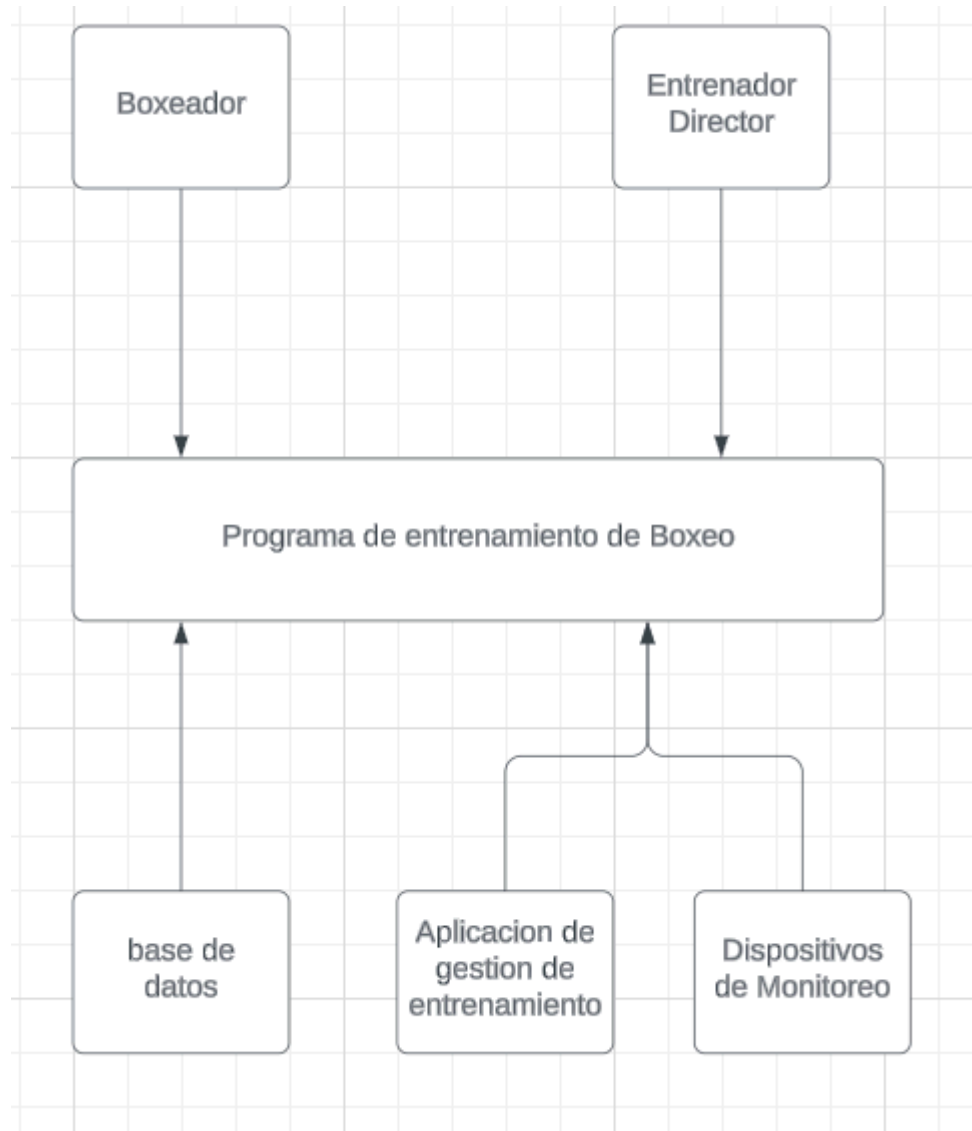 Boxeador
Entrenador
Director
Programa de entrenamiento de Boxeo
base de
datos
Aplicacion de
gestion de
entrenamiento
Dispositivos
de Monitoreo